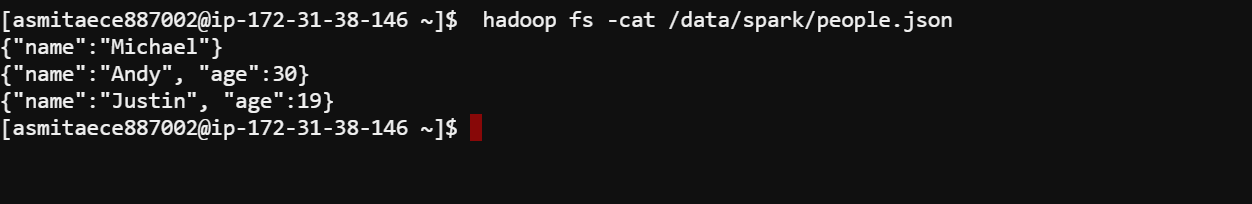 [asmitaece887002@ip-172-31-38-146 ~]$  hadoop fs -cat /data/spark/people.json
{"name":"Michael"}
{"name":"Andy", "age":30}
{"name":"Justin", "age":19}
[asmitaece887002@ip-172-31-38-146 ~]$